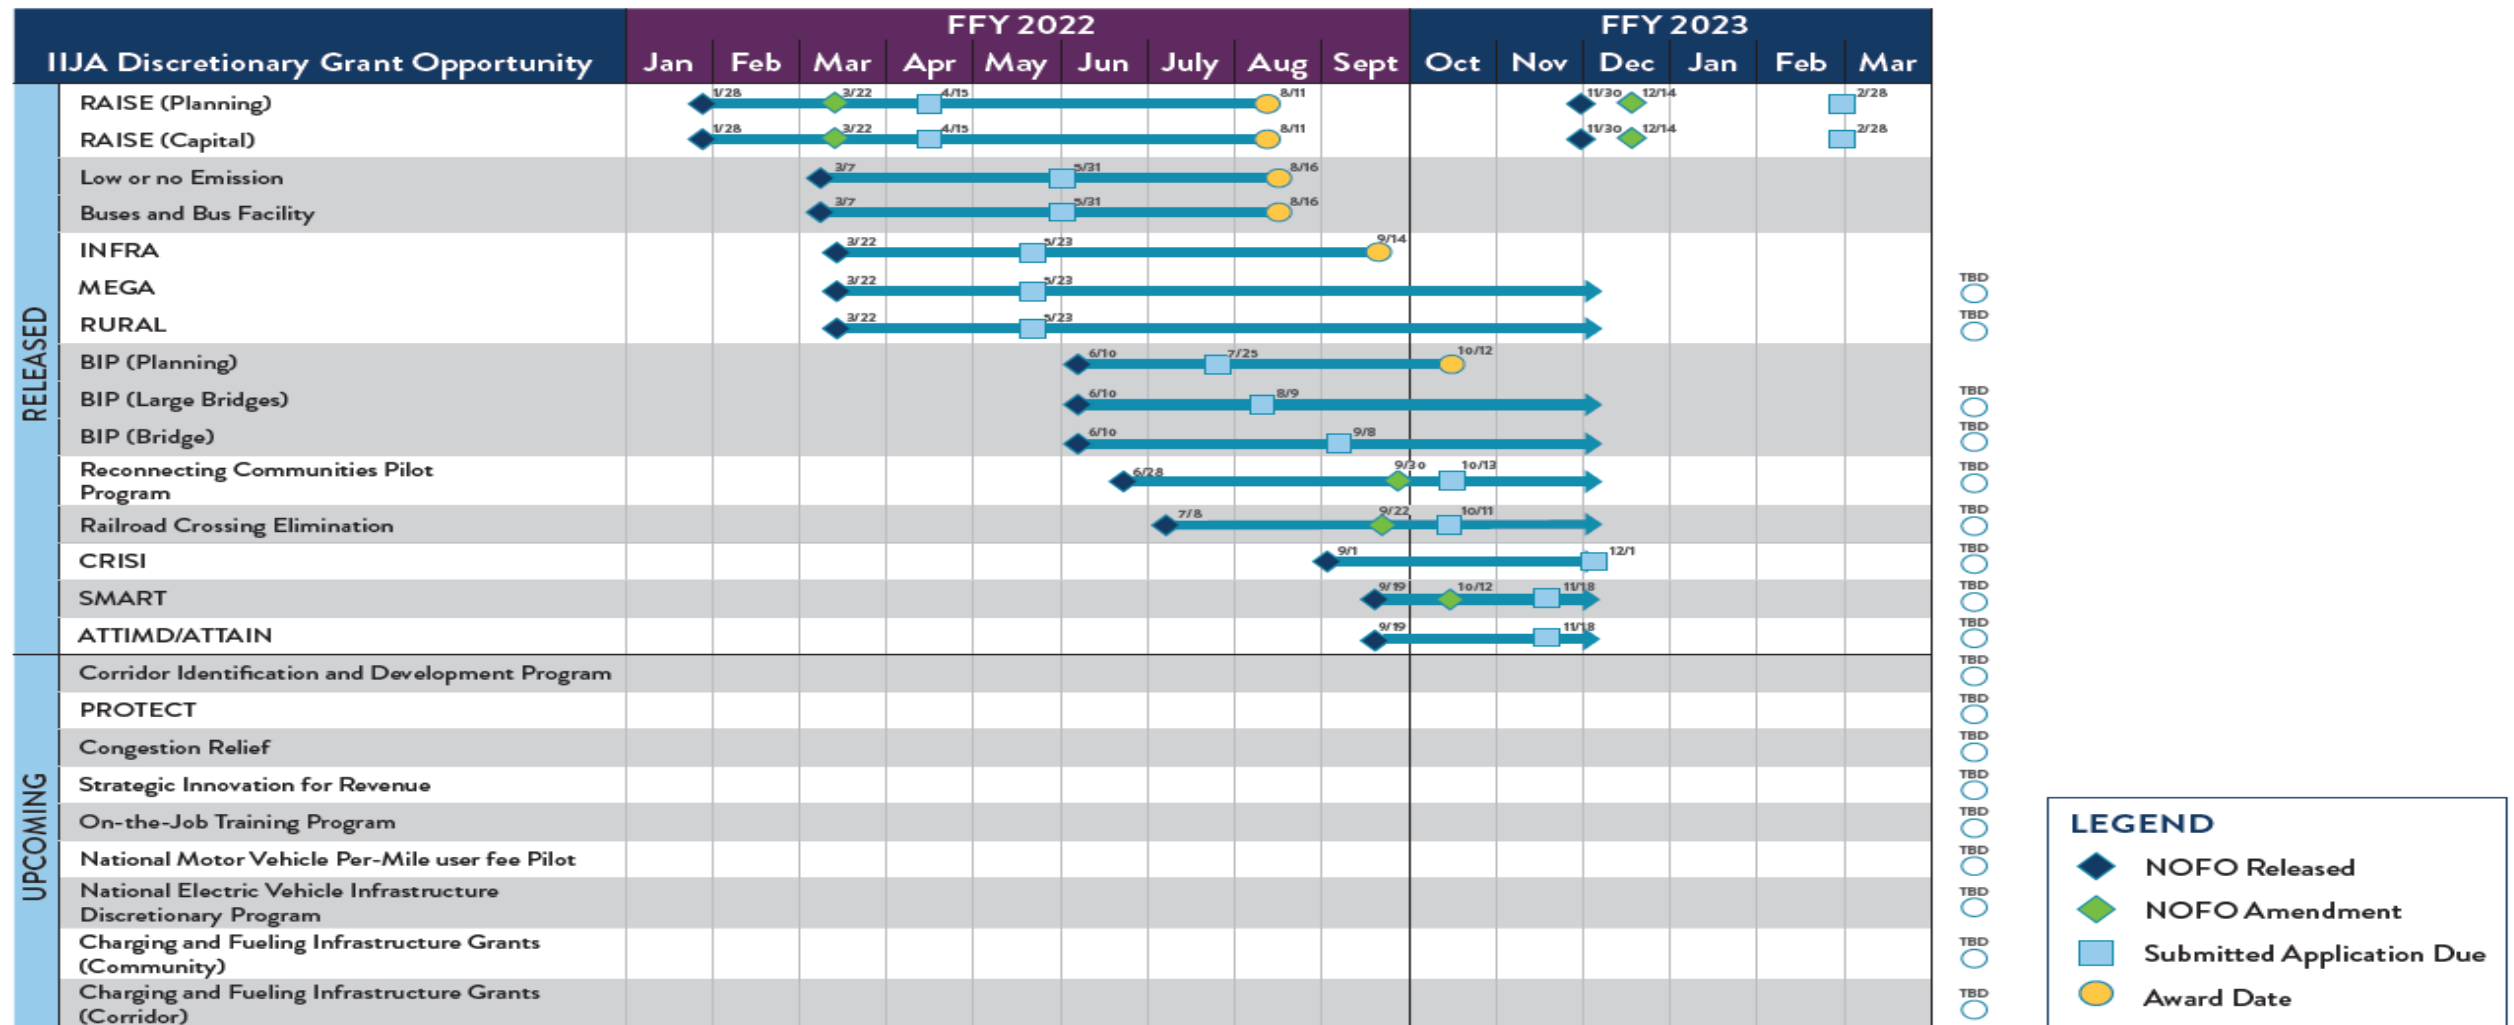 FFY 2022 FFY 2023
IIJA Discretionary Grant Opportunity Jan Feb Mar Apr May Jun July Aug Sept Oct Nov Dec Jan Feb Mar
RELEASED
RAISE (Planning) 1/28 3/22 4/15 8/11 11/30 12/14 2/28
RAISE (Capital) 1/28 3/22 4/15 8/11 11/30 12/14 2/28
Low or no Emission 3/7 5/31 8/16
Buses and Bus Facility 3/7 5/31 8/16
INFRA 3/22 5/23 9/14
MEGA 3/22 5/23 TBD
RURAL 3/22 5/23 TBD
BIP (Planning) 6/10 7/25 10/12
BIP (Large Bridges) 6/10 8/9 TBD
BIP (Bridge) 6/10 9/8 TBD
Reconnecting Communities Pilot
Program 6/28 9/30 10/13 TBD
Railroad Crossing Elimination 7/8 9/22 10/11 TBD
CRISI 9/1 12/1 TBD
SMART 9/19 10/12 11/18 TBD
ATTIMD/ATTAIN 9/19 11/18 TBD
UPCOMING
Corridor Identification and Development Program TBD
PROTECT TBD
Congestion Relief TBD
Strategic Innovation for Revenue TBD
On-the-Job Training Program TBD
National Motor Vehicle Per-Mile user fee Pilot TBD
National Electric Vehicle Infrastructure
Discretionary Program TBD
Charging and Fueling Infrastructure Grants
(Community) TBD
Charging and Fueling Infrastructure Grants
(Corridor) TBD
LEGEND
NOFO Released
NOFO Amendment
Submitted Application Due
Award Date